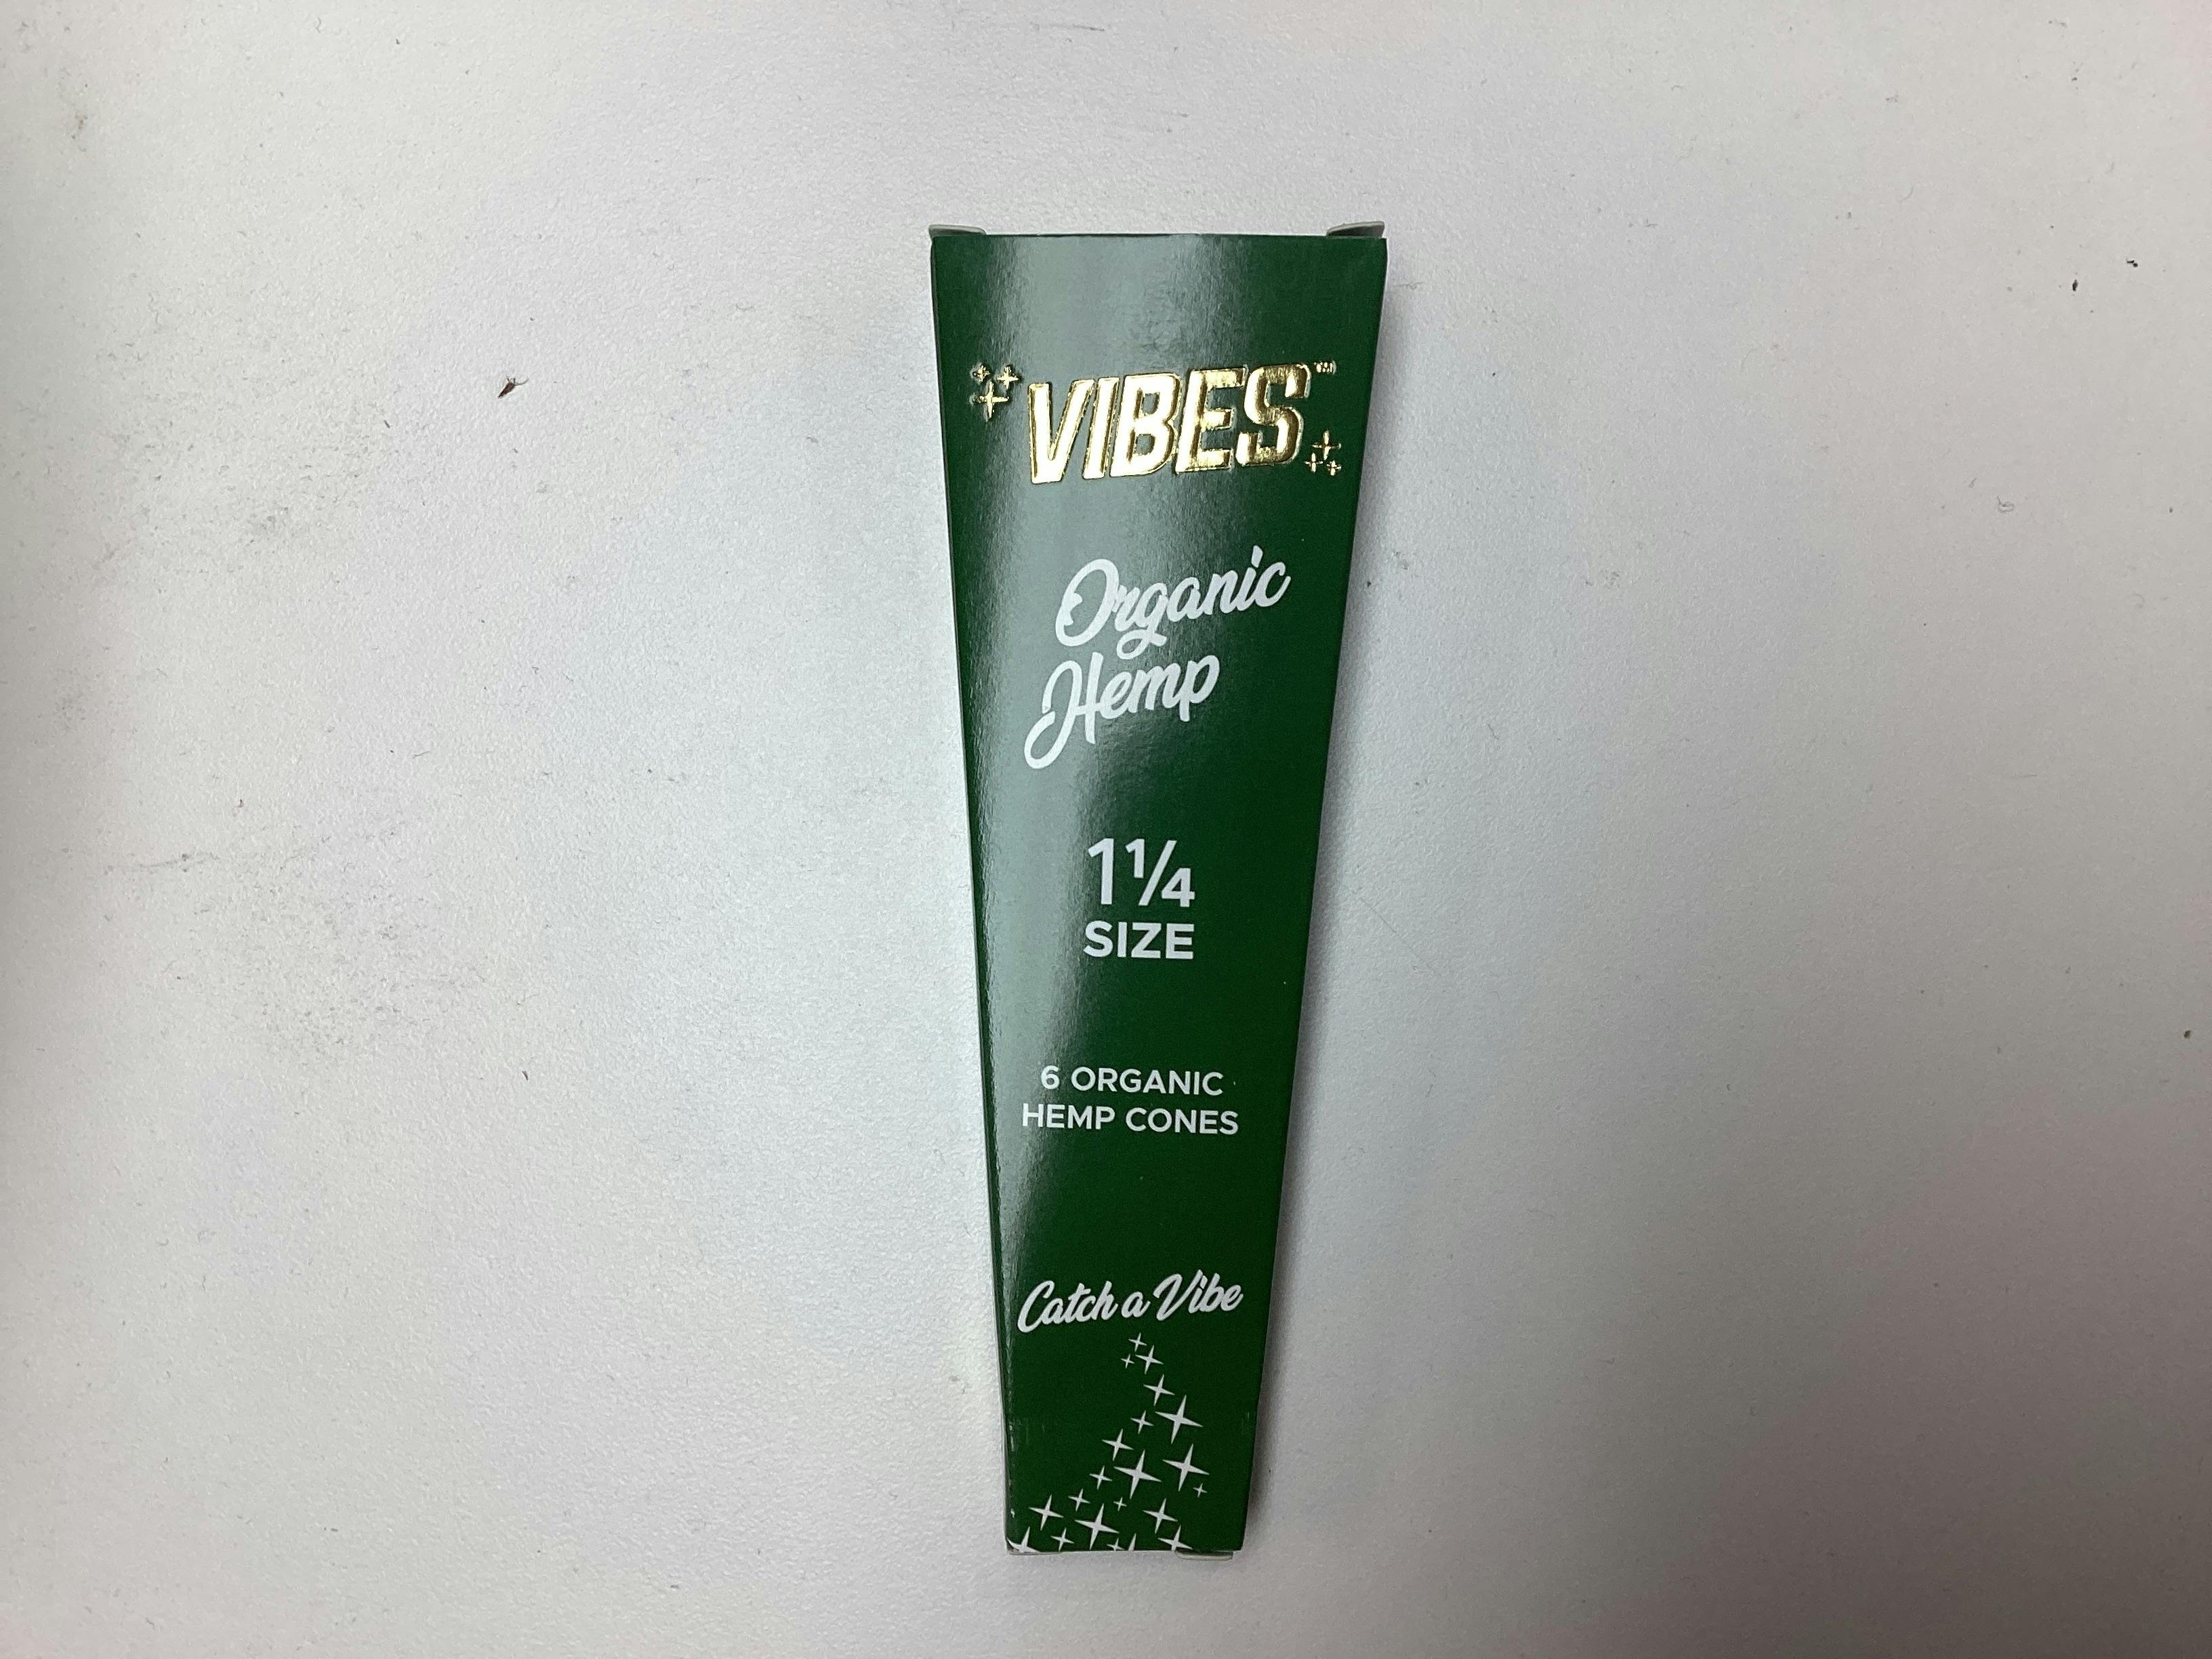 VIBES™
Organic
Hemp
1¼
SIZE
6 ORGANIC
HEMP CONES
Catch a Vibe